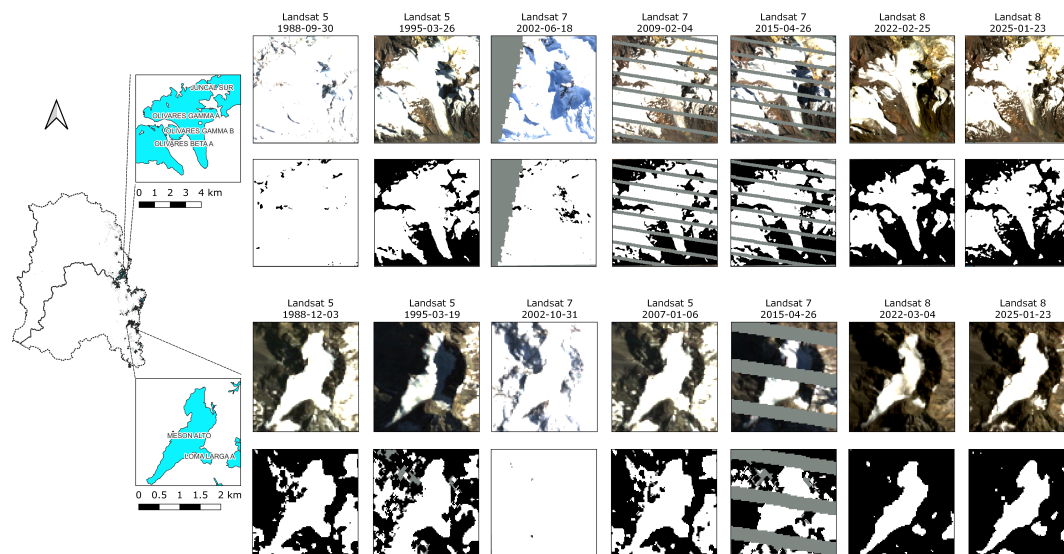 Landsat 5
1988-09-30
Landsat 5
1995-03-26
Landsat 7
2002-06-18
Landsat 7
2009-02-04
Landsat 7
2015-04-26
Landsat 8
2022-02-25
Landsat 8
2025-01-23
JUNCAL SUR
OLIVARES GAMMA A
OLIVARES GAMMA B
OLIVARES BETA A
0 2 4 km
Landsat 5
1988-12-03
Landsat 5
1995-03-19
Landsat 7
2002-10-31
Landsat 5
2007-01-06
Landsat 7
2015-04-26
Landsat 8
2022-03-04
Landsat 8
2025-01-23
MESON ALTO
LOMA LARGA A
0 0.5 1 2 km